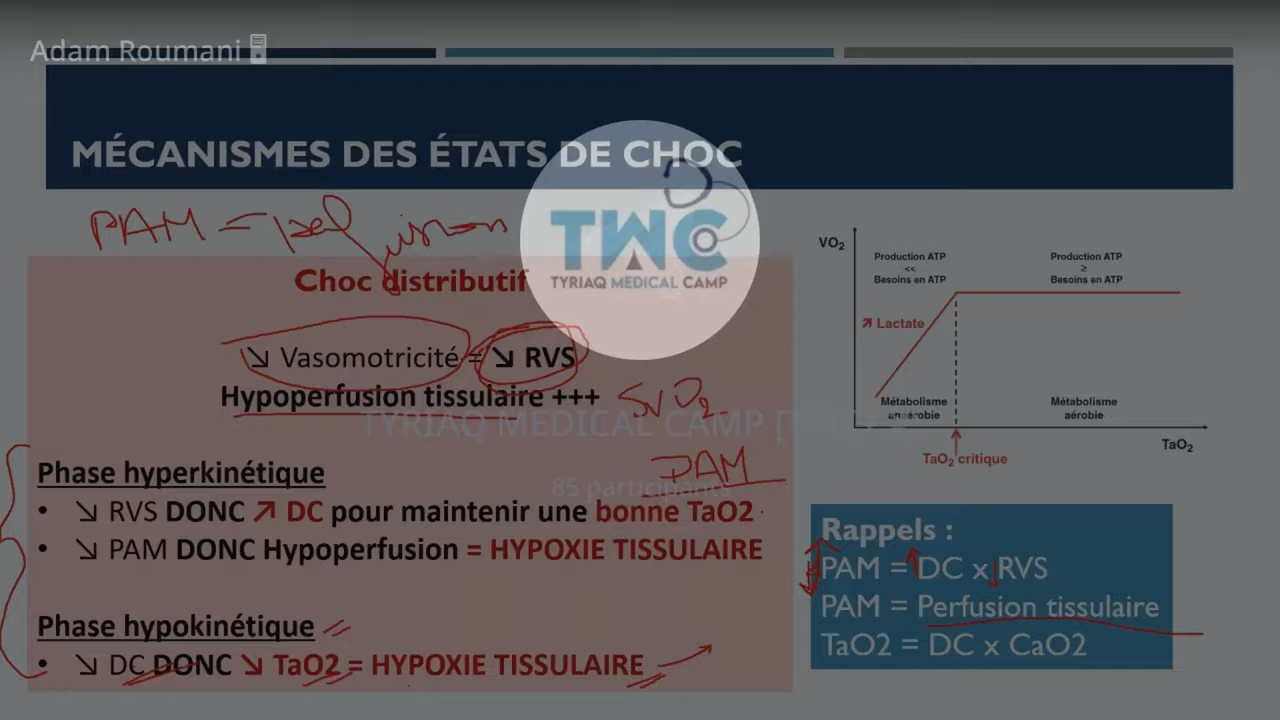 Adam Roumani
MÉCANISMES DES ÉTATS DE CHOC
PAM = perfusion
TWC
TYRIAQ MEDICAL CAMP
Choc distributif
↘ Vasomotricité = ↘ RVS
Hypoperfusion tissulaire +++ SvO2
TYRIAQ MEDICAL CAMP
85 participants
PAM
Phase hyperkinétique
• ↘ RVS DONC ↗ DC pour maintenir une bonne TaO2
• ↘ PAM DONC Hypoperfusion = HYPOXIE TISSULAIRE
Phase hypokinétique
• ↘ DC DONC ↘ TaO2 = HYPOXIE TISSULAIRE
VO2
Production ATP
<<
Besoins en ATP
Production ATP
≥
Besoins en ATP
↗ Lactate
Métabolisme
anaérobie
Métabolisme
aérobie
TaO2
TaO2 critique
Rappels :
PAM = DC x RVS
PAM = Perfusion tissulaire
TaO2 = DC x CaO2